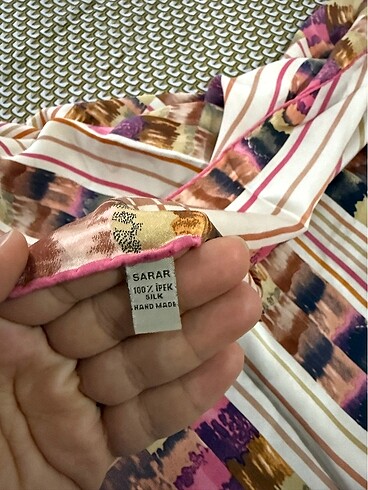 SARAR
100% İPEK
SILK
HAND MADE